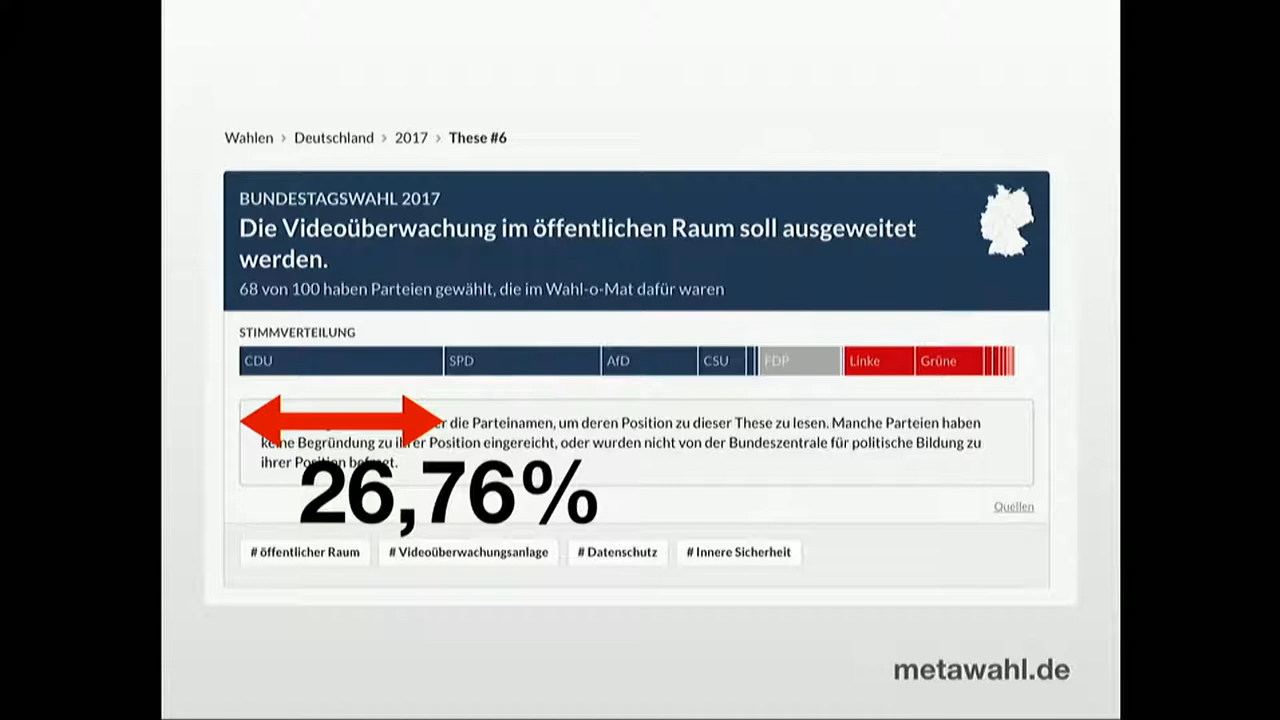 Wahlen > Deutschland > 2017 > These #6
BUNDESTAGSWAHL 2017
Die Videoüberwachung im öffentlichen Raum soll ausgeweitet
werden.
68 von 100 haben Parteien gewählt, die im Wahl-o-Mat dafür waren
STIMMVERTEILUNG
CDU SPD AfD CSU FDP Linke Grüne
die Parteinamen, um deren Position zu dieser These zu lesen. Manche Parteien haben
keine Begründung zu ihrer Position eingereicht, oder wurden nicht von der Bundeszentrale für politische Bildung zu
ihrer Position befragt.
26,76%
Quellen
# öffentlicher Raum # Videoüberwachungsanlage # Datenschutz # Innere Sicherheit
metawahl.de